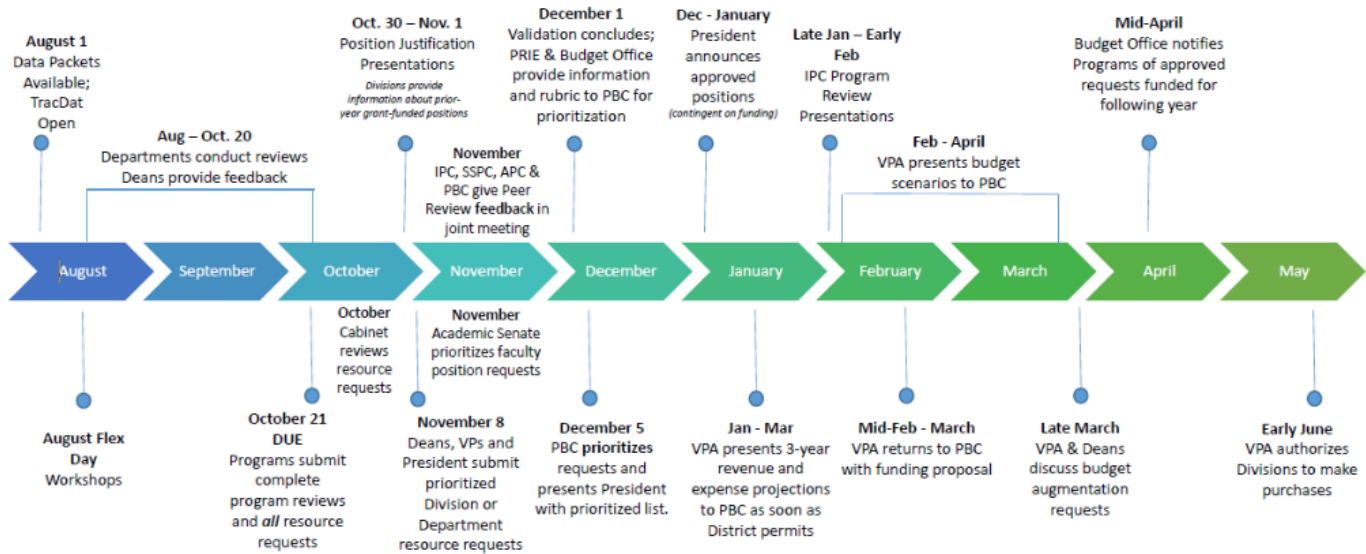 August 1
Data Packets
Available;
TracDat
Open
Aug – Oct. 20
Departments conduct reviews
Deans provide feedback
Oct. 30 – Nov. 1
Position Justification
Presentations
Divisions provide
information about prior-
year grant-funded positions
November
IPC, SSPC, APC &
PBC give Peer
Review feedback in
joint meeting
December 1
Validation concludes;
PRIE & Budget Office
provide information
and rubric to PBC for
prioritization
Dec - January
President
announces
approved
positions
(contingent on funding)
Late Jan – Early
Feb
IPC Program
Review
Presentations
Feb - April
VPA presents budget
scenarios to PBC
Mid-April
Budget Office notifies
Programs of approved
requests funded for
following year
August
September
October
November
December
January
February
March
April
May
August Flex
Day
Workshops
October 21
DUE
Programs submit
complete
program reviews
and all resource
requests
October
Cabinet
reviews
resource
requests
November
Academic Senate
prioritizes faculty
position requests
November 8
Deans, VPs and
President submit
prioritized
Division or
Department
resource requests
December 5
PBC prioritizes
requests and
presents President
with prioritized list.
Jan - Mar
VPA presents 3-year
revenue and
expense projections
to PBC as soon as
District permits
Mid-Feb - March
VPA returns to PBC
with funding proposal
Late March
VPA & Deans
discuss budget
augmentation
requests
Early June
VPA authorizes
Divisions to make
purchases